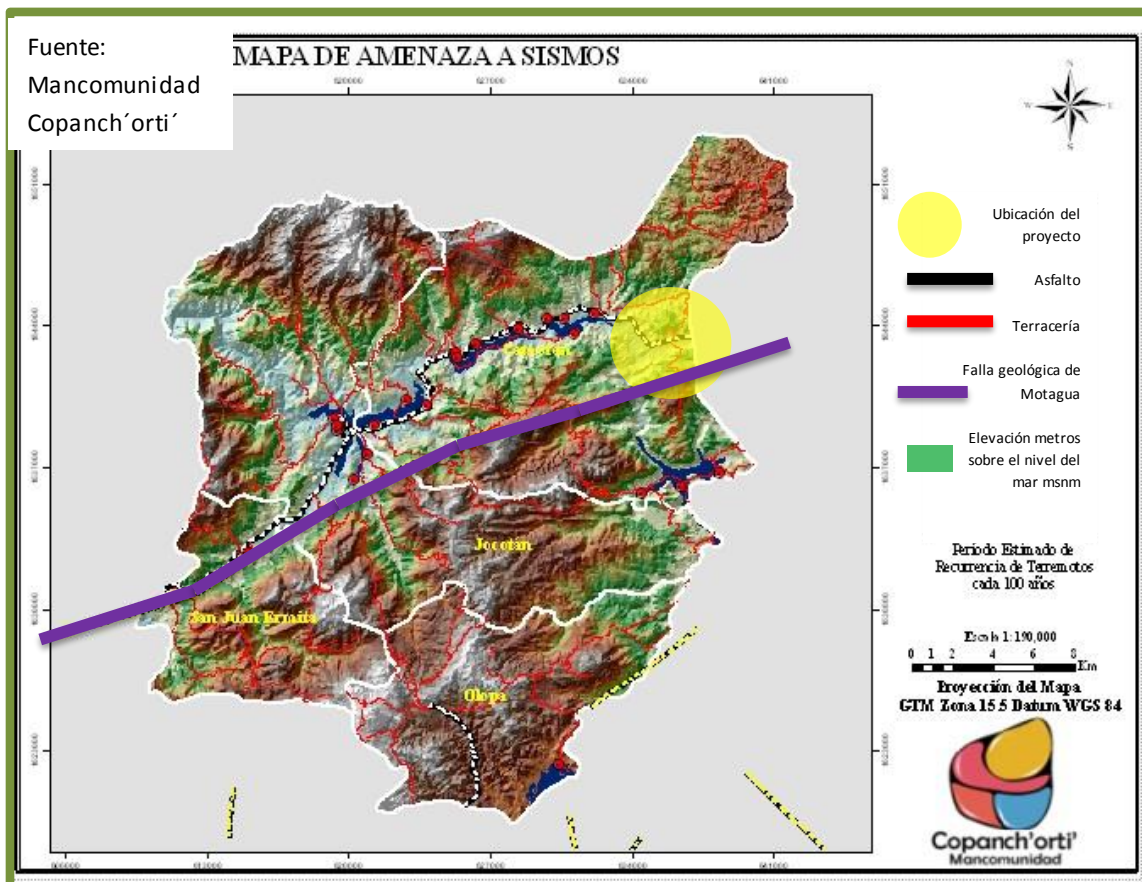 Fuente:
Mancomunidad
Copanch´orti´
MAPA DE AMENAZA A SISMOS
620000
627000
N
W
E
S
Ubicación del
proyecto
Asfalto
Terracería
Falla geológica de
Motagua
Elevación metros
sobre el nivel del
mar msnm
Jocotán
San Juan Ermita
Olopa
Período Estimado de
Recurrencia de Terremotos
cada 100 años
Escala 1:190,000
0 1 2 4 6 8
Km
Proyección del Mapa
GTM Zona 15.5 Datum WGS 84
Copanch'orti'
Mancomunidad